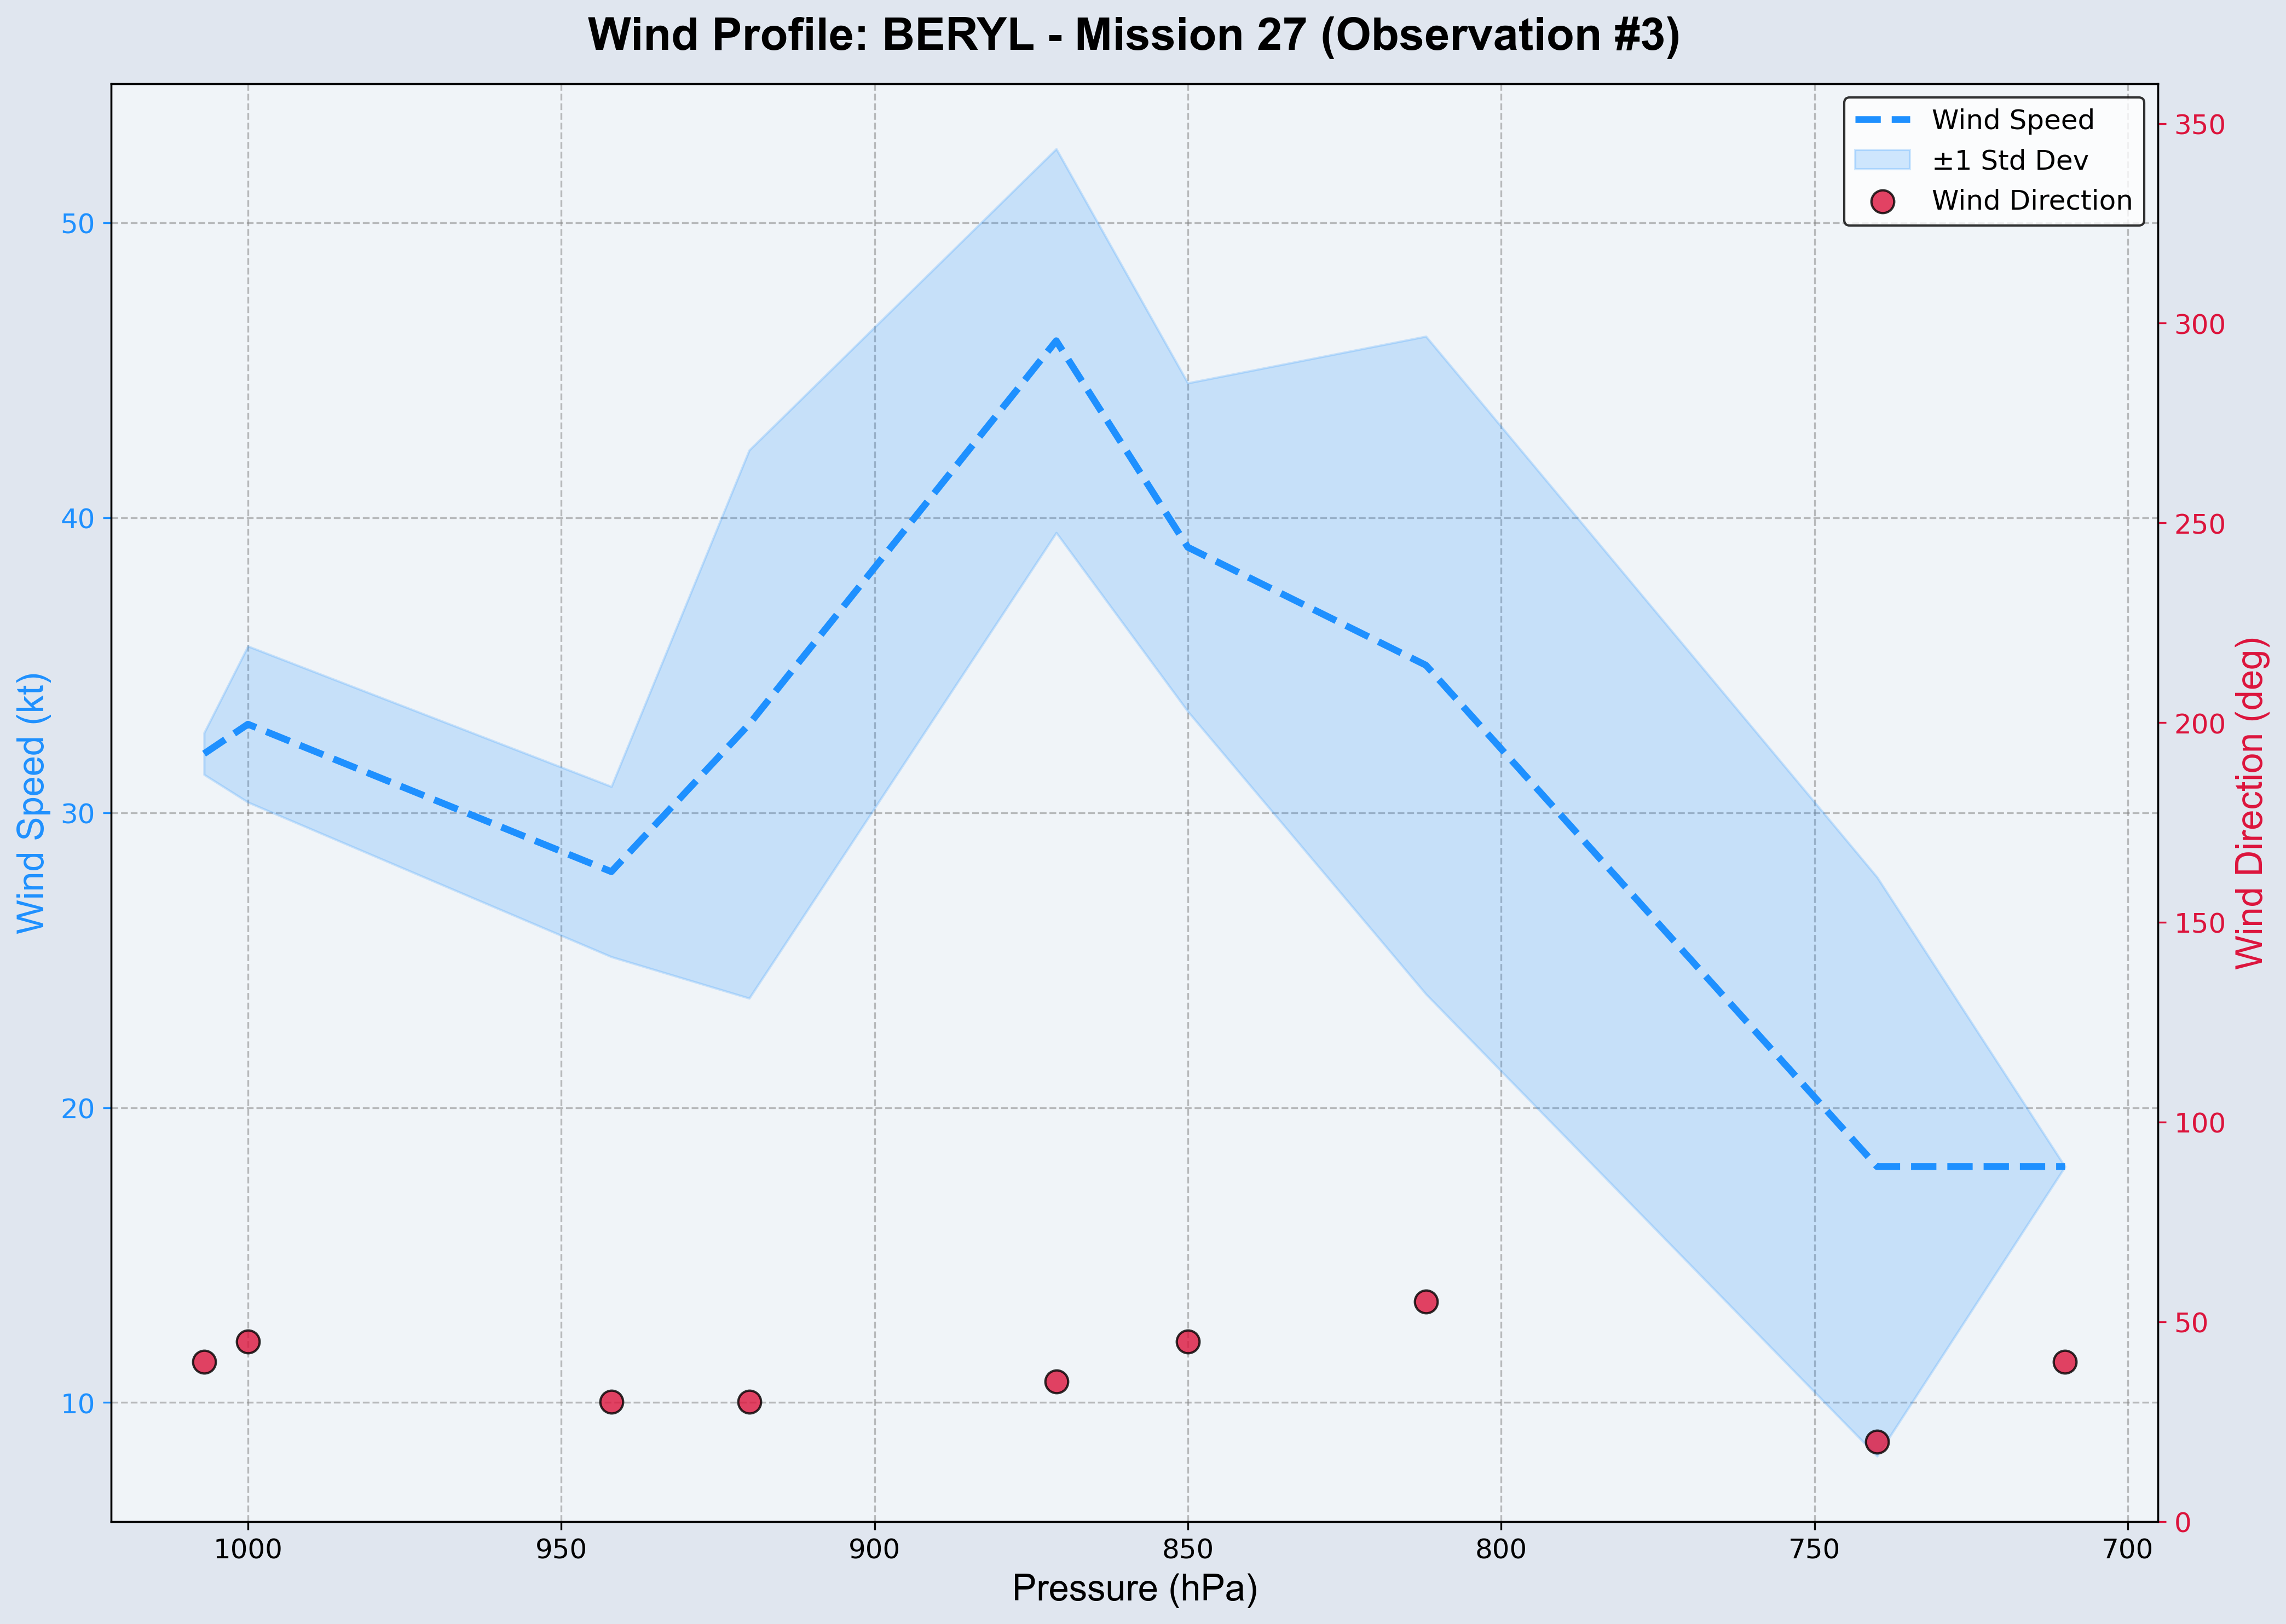 Wind Profile: BERYL - Mission 27 (Observation #3)
Wind Speed
±1 Std Dev
Wind Direction
Wind Speed (kt)
50
40
30
20
10
350
300
250
200
150
100
50
0
Wind Direction (deg)
1000 950 900 850 800 750 700
Pressure (hPa)